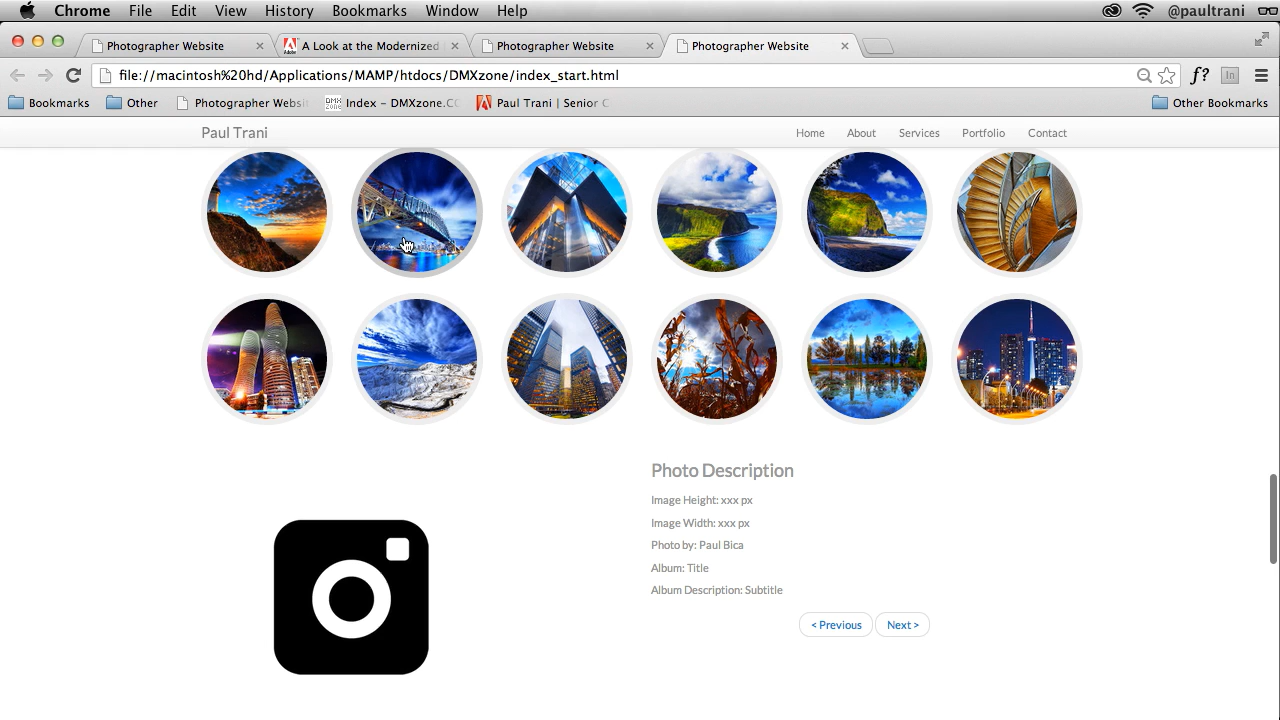 Chrome File Edit View History Bookmarks Window Help @paultrani
Photographer Website A Look at the Modernized Photographer Website Photographer Website
file://macintosh%20hd/Applications/MAMP/htdocs/DMXzone/index_start.html f?
Bookmarks Other Photographer Websi DMX zone Index – DMXzone.CO Paul Trani | Senior C Other Bookmarks
Paul Trani Home About Services Portfolio Contact
Photo Description
Image Height: xxx px
Image Width: xxx px
Photo by: Paul Bica
Album: Title
Album Description: Subtitle
< Previous Next >